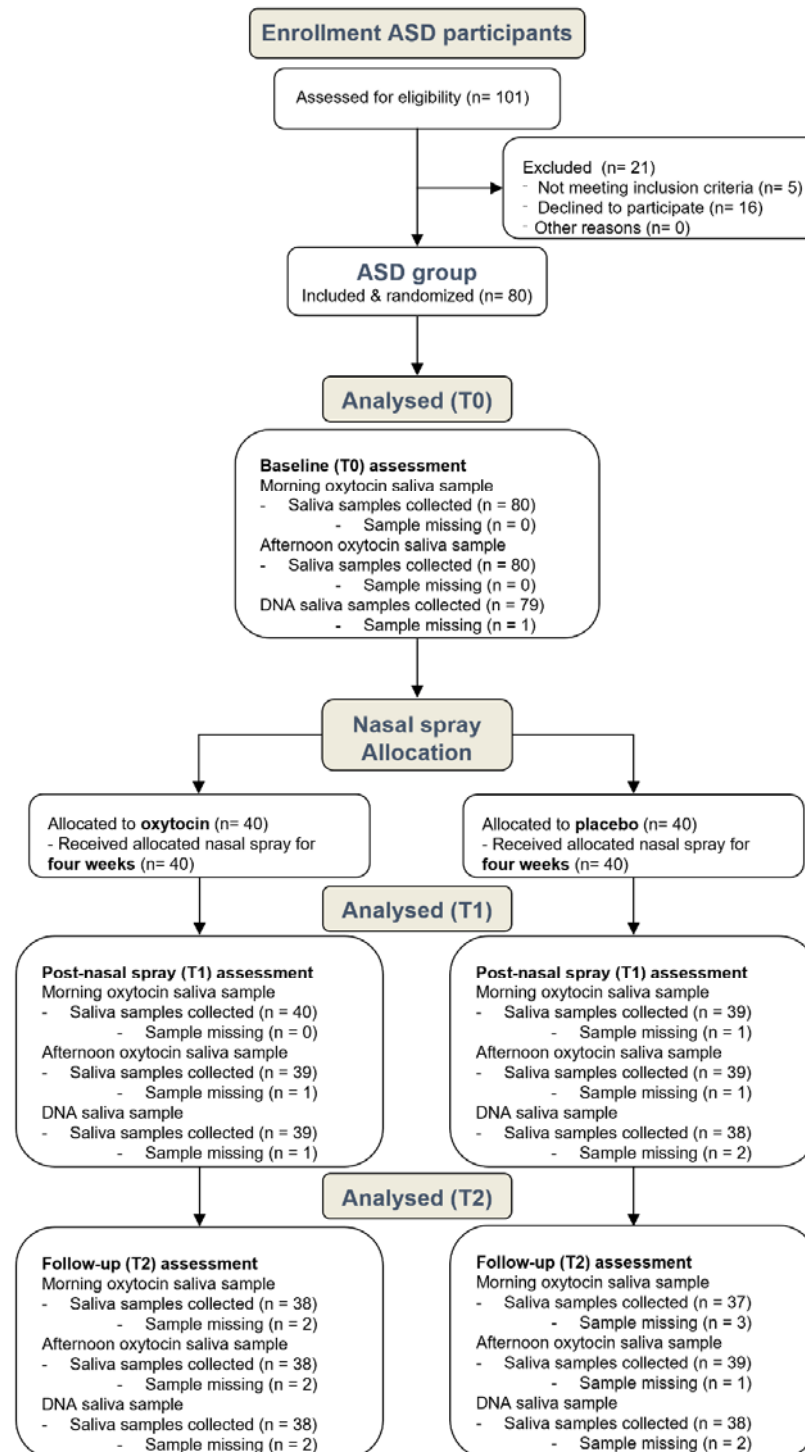 Enrollment ASD participants
Assessed for eligibility (n= 101)
Excluded (n= 21)
- Not meeting inclusion criteria (n= 5)
- Declined to participate (n= 16)
- Other reasons (n= 0)
ASD group
Included & randomized (n= 80)
Analysed (T0)
Baseline (T0) assessment
Morning oxytocin saliva sample
- Saliva samples collected (n = 80)
- Sample missing (n = 0)
Afternoon oxytocin saliva sample
- Saliva samples collected (n = 80)
- Sample missing (n = 0)
DNA saliva samples collected (n = 79)
- Sample missing (n = 1)
Nasal spray
Allocation
Allocated to oxytocin (n= 40)
- Received allocated nasal spray for
four weeks (n= 40)
Allocated to placebo (n= 40)
- Received allocated nasal spray for
four weeks (n= 40)
Analysed (T1)
Post-nasal spray (T1) assessment
Morning oxytocin saliva sample
- Saliva samples collected (n = 40)
- Sample missing (n = 0)
Afternoon oxytocin saliva sample
- Saliva samples collected (n = 39)
- Sample missing (n = 1)
DNA saliva sample
- Saliva samples collected (n = 39)
- Sample missing (n = 1)
Post-nasal spray (T1) assessment
Morning oxytocin saliva sample
- Saliva samples collected (n = 39)
- Sample missing (n = 1)
Afternoon oxytocin saliva sample
- Saliva samples collected (n = 39)
- Sample missing (n = 1)
DNA saliva sample
- Saliva samples collected (n = 38)
- Sample missing (n = 2)
Analysed (T2)
Follow-up (T2) assessment
Morning oxytocin saliva sample
- Saliva samples collected (n = 38)
- Sample missing (n = 2)
Afternoon oxytocin saliva sample
- Saliva samples collected (n = 38)
- Sample missing (n = 2)
DNA saliva sample
- Saliva samples collected (n = 38)
- Sample missing (n = 2)
Follow-up (T2) assessment
Morning oxytocin saliva sample
- Saliva samples collected (n = 37)
- Sample missing (n = 3)
Afternoon oxytocin saliva sample
- Saliva samples collected (n = 39)
- Sample missing (n = 1)
DNA saliva sample
- Saliva samples collected (n = 38)
- Sample missing (n = 2)